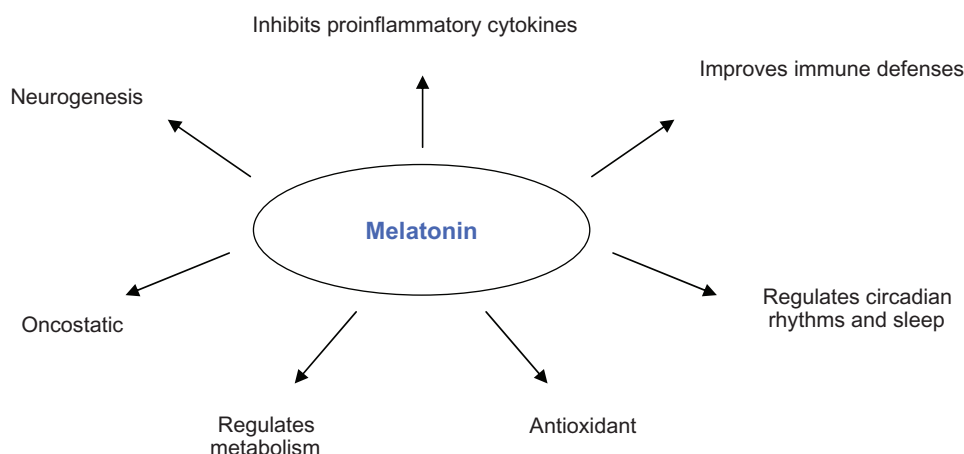 Inhibits proinflammatory cytokines
Improves immune defenses
Neurogenesis
Melatonin
Regulates circadian
rhythms and sleep
Oncostatic
Regulates
metabolism
Antioxidant